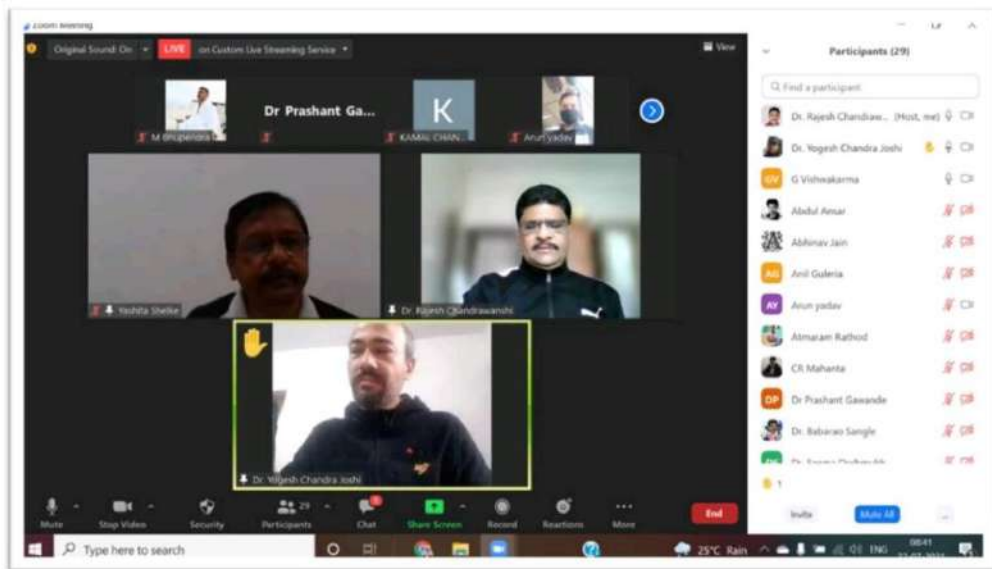 Zoom Meeting
Original Sound: On
LIVE on Custom Live Streaming Service
View
M Bhupendra
Dr Prashant Ga...
K
KAMAL CHAN...
Arun yadav
Yashita Shelke
Dr. Rajesh Chandrawanshi
Dr. Yogesh Chandra Joshi
Participants (29)
Find a participant
Dr. Rajesh Chandraw... (Host, me)
Dr. Yogesh Chandra Joshi
GV G Vishwakarma
Abdul Ansar
Abhinav Jain
AG Anil Guleria
AY Arun yadav
Atmaram Rathod
CR Mahanta
DP Dr Prashant Gawande
Dr. Babarao Sangle
1
Invite Mute All ...
Mute
Stop Video
Security
29
Participants
Chat
Share Screen
Record
Reactions
More
End
Type here to search
25°C Rain
ENG
08:41